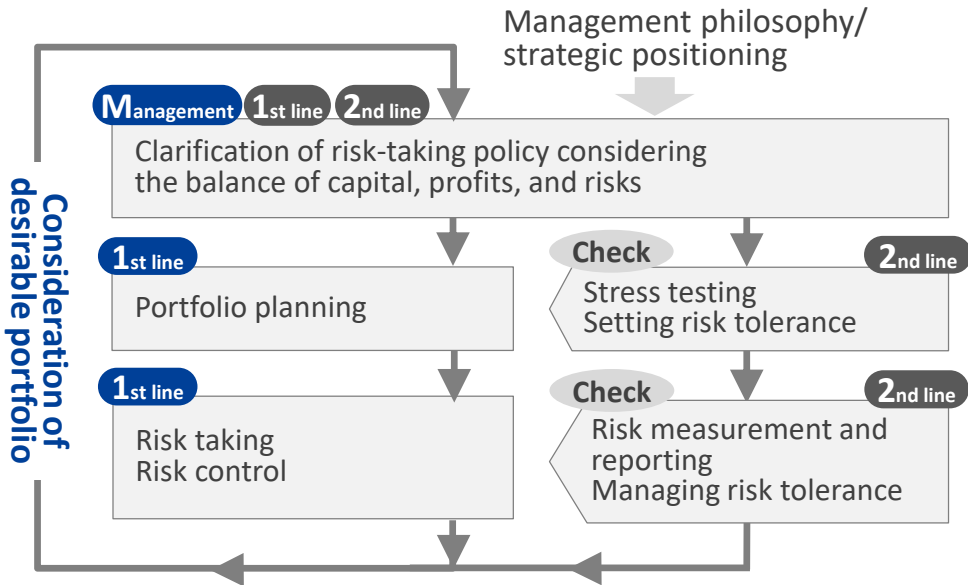 Management philosophy/
strategic positioning
Management 1st line 2nd line
Clarification of risk-taking policy considering
the balance of capital, profits, and risks
Consideration of
desirable portfolio
1st line
Portfolio planning
Check 2nd line
Stress testing
Setting risk tolerance
1st line
Risk taking
Risk control
Check 2nd line
Risk measurement and
reporting
Managing risk tolerance